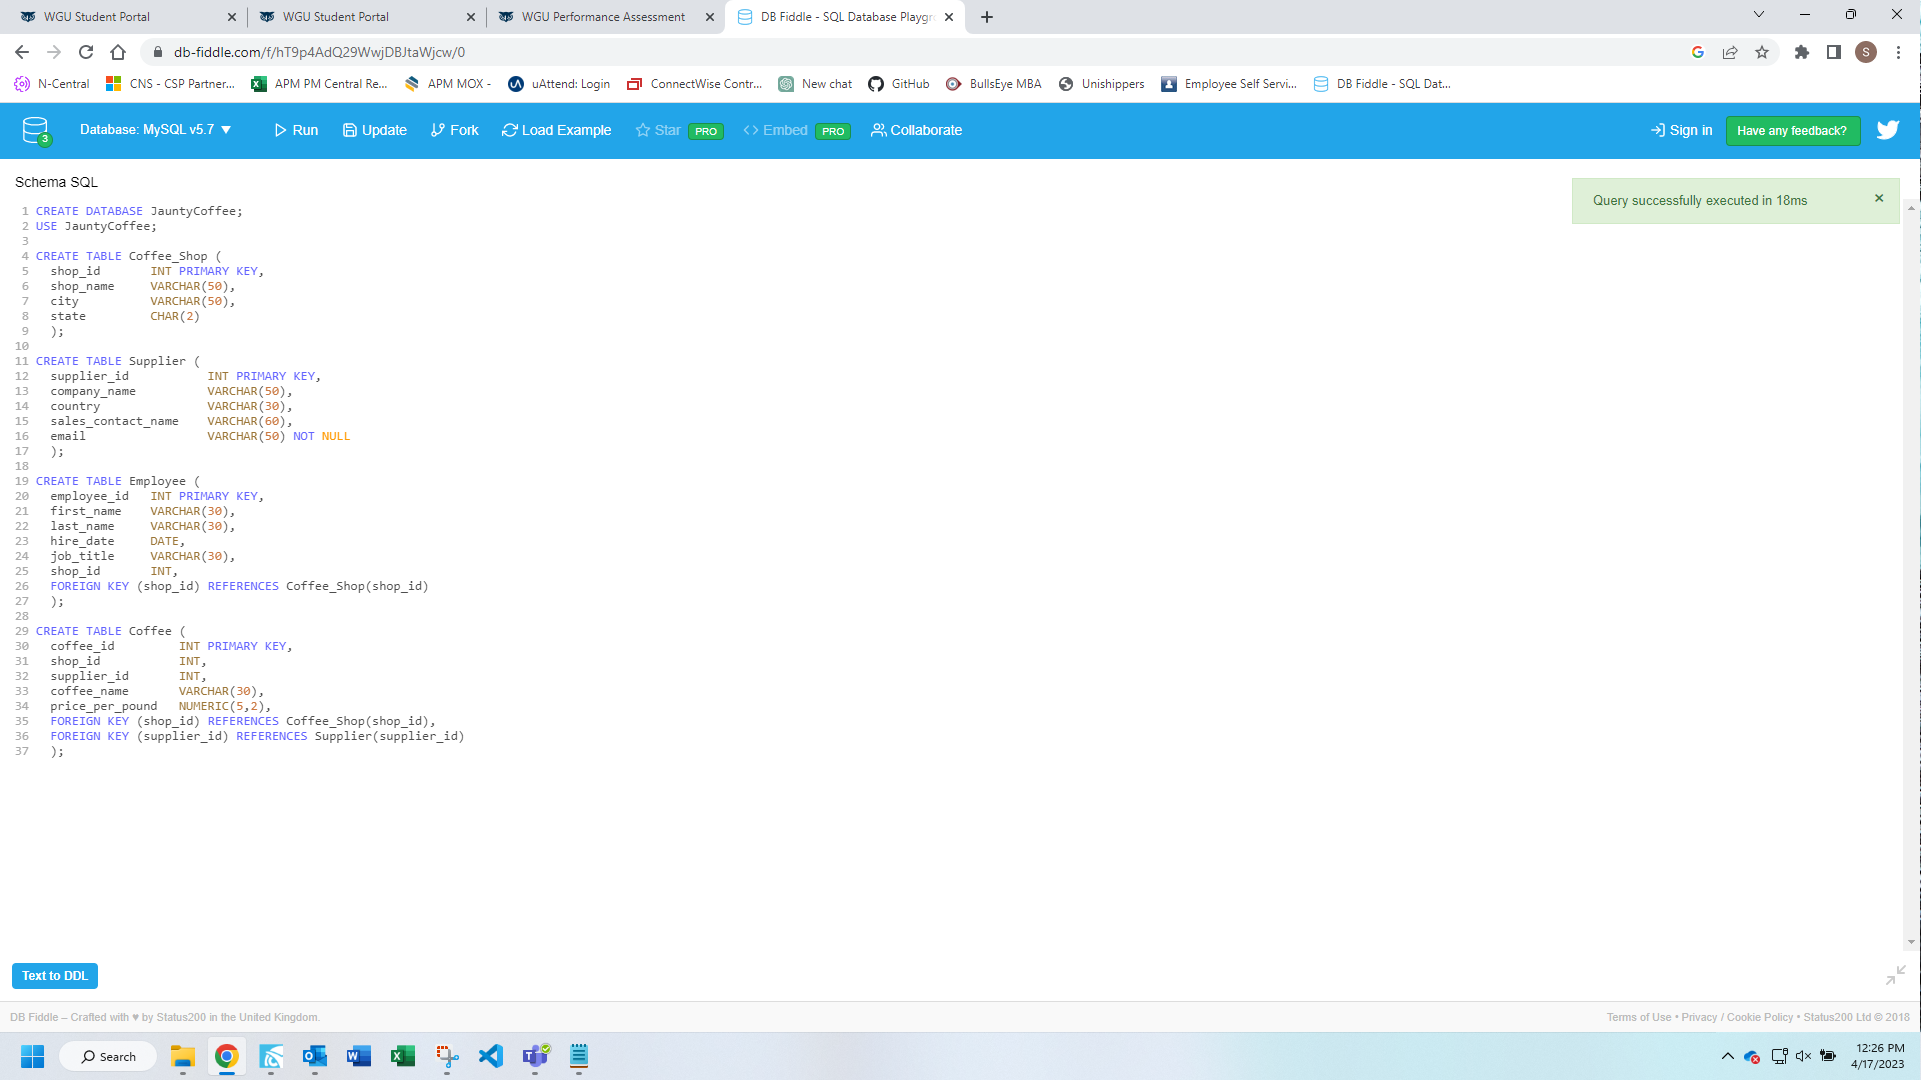 WGU Student Portal
WGU Student Portal
WGU Performance Assessment
DB Fiddle - SQL Database Playgr
db-fiddle.com/f/hT9p4AdQ29WwjDBJtaWjcw/0
S
N-Central
CNS - CSP Partner...
APM PM Central Re...
APM MOX -
uAttend: Login
ConnectWise Contr...
New chat
GitHub
BullsEye MBA
Unishippers
Employee Self Servi...
DB Fiddle - SQL Dat...
3
Database: MySQL v5.7
Run
Update
Fork
Load Example
Star PRO
Embed PRO
Collaborate
Sign in
Have any feedback?
Schema SQL
Query successfully executed in 18ms
1 CREATE DATABASE JauntyCoffee;
2 USE JauntyCoffee;
3
4 CREATE TABLE Coffee_Shop (
5 shop_id INT PRIMARY KEY,
6 shop_name VARCHAR(50),
7 city VARCHAR(50),
8 state CHAR(2)
9 );
10
11 CREATE TABLE Supplier (
12 supplier_id INT PRIMARY KEY,
13 company_name VARCHAR(50),
14 country VARCHAR(30),
15 sales_contact_name VARCHAR(60),
16 email VARCHAR(50) NOT NULL
17 );
18
19 CREATE TABLE Employee (
20 employee_id INT PRIMARY KEY,
21 first_name VARCHAR(30),
22 last_name VARCHAR(30),
23 hire_date DATE,
24 job_title VARCHAR(30),
25 shop_id INT,
26 FOREIGN KEY (shop_id) REFERENCES Coffee_Shop(shop_id)
27 );
28
29 CREATE TABLE Coffee (
30 coffee_id INT PRIMARY KEY,
31 shop_id INT,
32 supplier_id INT,
33 coffee_name VARCHAR(30),
34 price_per_pound NUMERIC(5,2),
35 FOREIGN KEY (shop_id) REFERENCES Coffee_Shop(shop_id),
36 FOREIGN KEY (supplier_id) REFERENCES Supplier(supplier_id)
37 );
Text to DDL
DB Fiddle – Crafted with ♥ by Status200 in the United Kingdom.
Terms of Use • Privacy / Cookie Policy • Status200 Ltd © 2018
Search
12:26 PM
4/17/2023